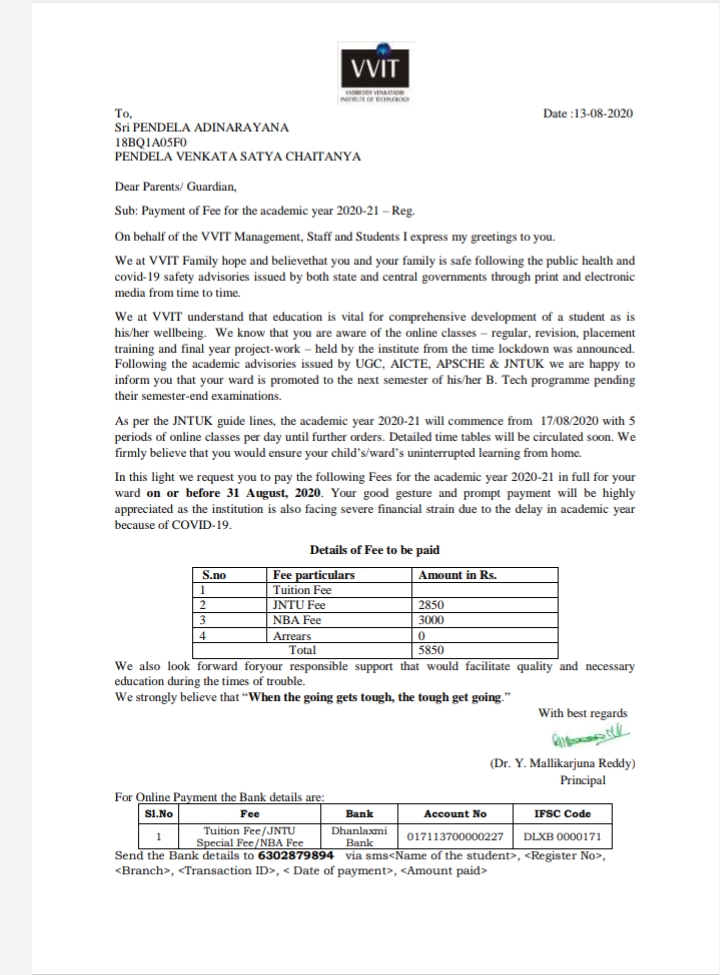 VVIT
VASIREDDY VENKATADRI
INSTITUTE OF TECHNOLOGY
To,
Date :13-08-2020
Sri PENDELA ADINARAYANA
18BQ1A05F0
PENDELA VENKATA SATYA CHAITANYA
Dear Parents/ Guardian,
Sub: Payment of Fee for the academic year 2020-21 – Reg.
On behalf of the VVIT Management, Staff and Students I express my greetings to you.
We at VVIT Family hope and believethat you and your family is safe following the public health and
covid-19 safety advisories issued by both state and central governments through print and electronic
media from time to time.
We at VVIT understand that education is vital for comprehensive development of a student as is
his/her wellbeing. We know that you are aware of the online classes – regular, revision, placement
training and final year project-work – held by the institute from the time lockdown was announced.
Following the academic advisories issued by UGC, AICTE, APSCHE & JNTUK we are happy to
inform you that your ward is promoted to the next semester of his/her B. Tech programme pending
their semester-end examinations.
As per the JNTUK guide lines, the academic year 2020-21 will commence from 17/08/2020 with 5
periods of online classes per day until further orders. Detailed time tables will be circulated soon. We
firmly believe that you would ensure your child's/ward's uninterrupted learning from home.
In this light we request you to pay the following Fees for the academic year 2020-21 in full for your
ward on or before 31 August, 2020. Your good gesture and prompt payment will be highly
appreciated as the institution is also facing severe financial strain due to the delay in academic year
because of COVID-19.
Details of Fee to be paid
S.no Fee particulars Amount in Rs.
1 Tuition Fee
2 JNTU Fee 2850
3 NBA Fee 3000
4 Arrears 0
Total 5850
We also look forward foryour responsible support that would facilitate quality and necessary
education during the times of trouble.
We strongly believe that "When the going gets tough, the tough get going."
With best regards
(Dr. Y. Mallikarjuna Reddy)
Principal
For Online Payment the Bank details are:
Sl.No Fee Bank Account No IFSC Code
1 Tuition Fee/JNTU Special Fee/NBA Fee Dhanlaxmi Bank 017113700000227 DLXB 0000171
Send the Bank details to 6302879894 via sms<Name of the student>, <Register No>,
<Branch>, <Transaction ID>, < Date of payment>, <Amount paid>